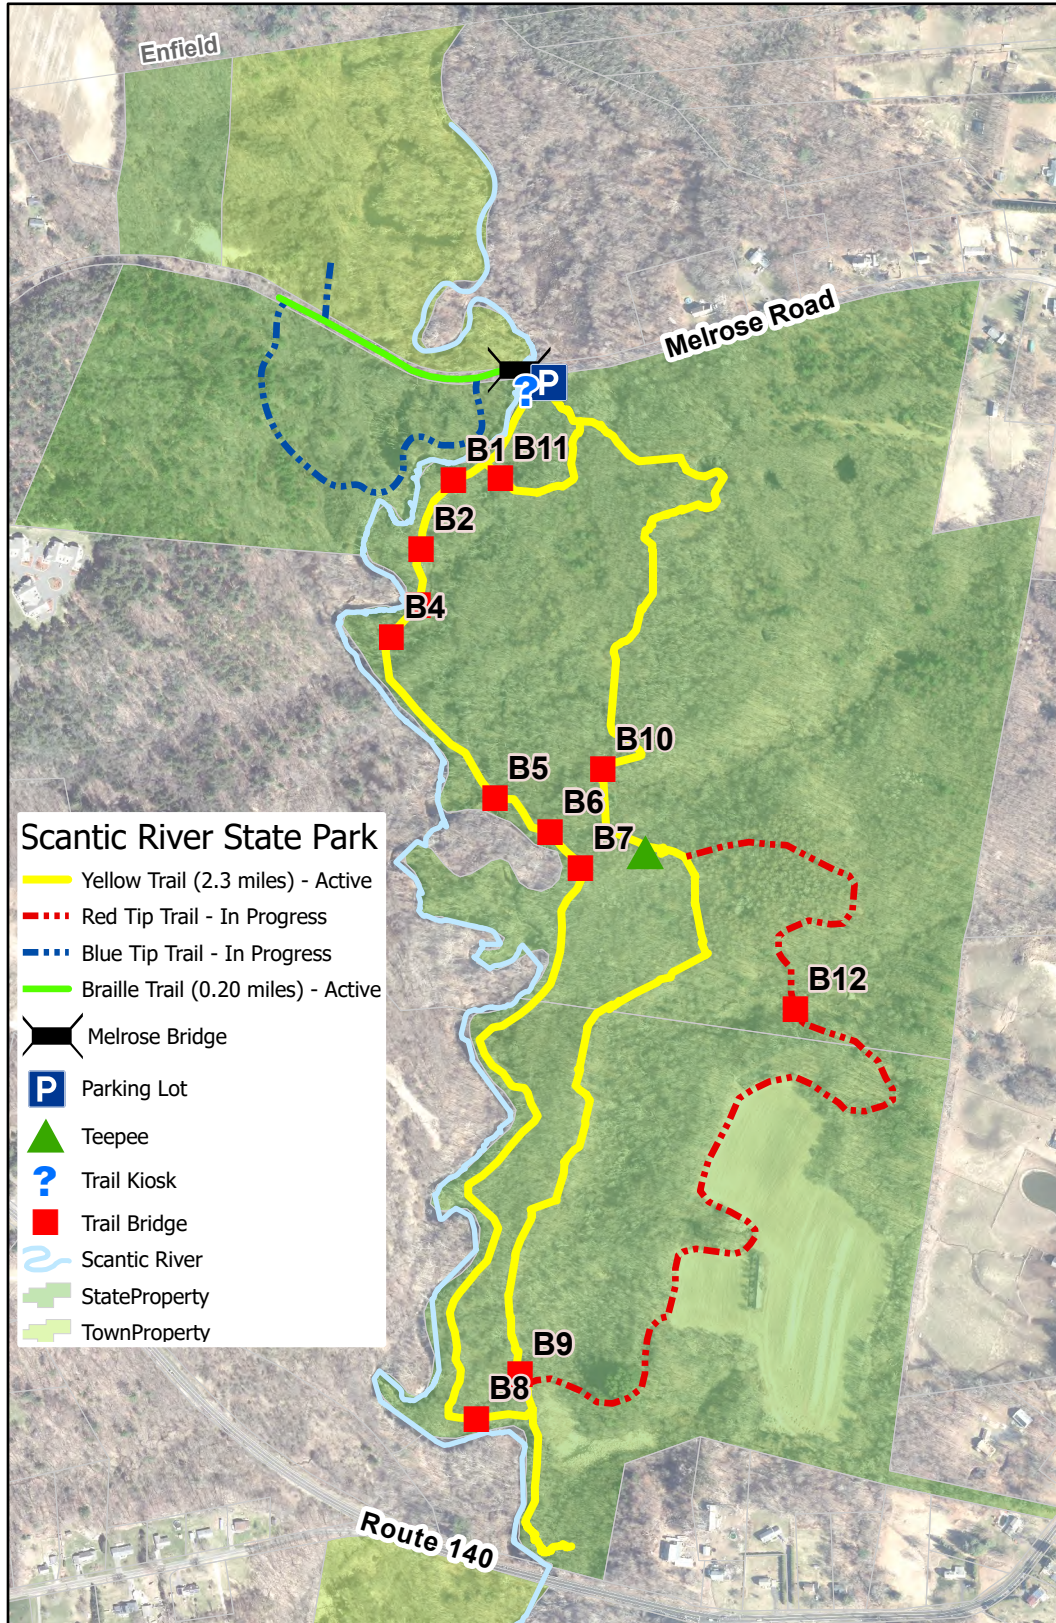 Enfield
Melrose Road
P
?
B1
B11
B2
B4
B10
B5
B6
B7
B12
B9
B8
Route 140
Scantic River State Park
Yellow Trail (2.3 miles) - Active
Red Tip Trail - In Progress
Blue Tip Trail - In Progress
Braille Trail (0.20 miles) - Active
Melrose Bridge
P Parking Lot
Teepee
? Trail Kiosk
Trail Bridge
Scantic River
StateProperty
TownProperty